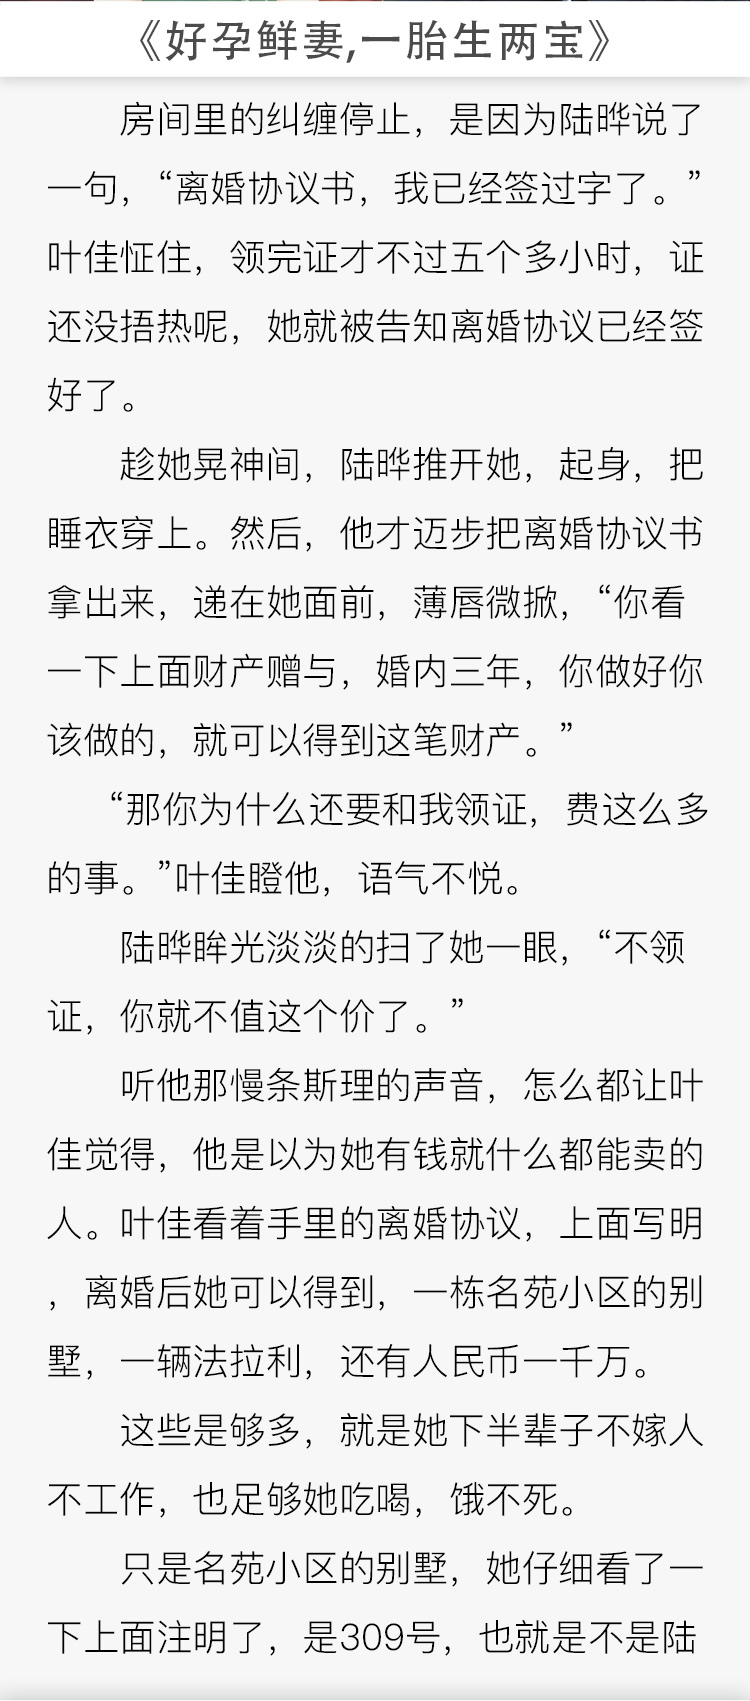 《好孕鲜妻,一胎生两宝》
房间里的纠缠停止，是因为陆晔说了
一句，“离婚协议书，我已经签过字了。”
叶佳怔住，领完证才不过五个多小时，证
还没捂热呢，她就被告知离婚协议已经签
好了。
趁她晃神间，陆晔推开她，起身，把
睡衣穿上。然后，他才迈步把离婚协议书
拿出来，递在她面前，薄唇微掀，“你看
一下上面财产赠与，婚内三年，你做好你
该做的，就可以得到这笔财产。”
“那你为什么还要和我领证，费这么多
的事。”叶佳瞪他，语气不悦。
陆晔眸光淡淡的扫了她一眼，“不领
证，你就不值这个价了。”
听他那慢条斯理的声音，怎么都让叶
佳觉得，他是以为她有钱就什么都能卖的
人。叶佳看着手里的离婚协议，上面写明
，离婚后她可以得到，一栋名苑小区的别
墅，一辆法拉利，还有人民币一千万。
这些是够多，就是她下半辈子不嫁人
不工作，也足够她吃喝，饿不死。
只是名苑小区的别墅，她仔细看了一
下上面注明了，是309号，也就是不是陆